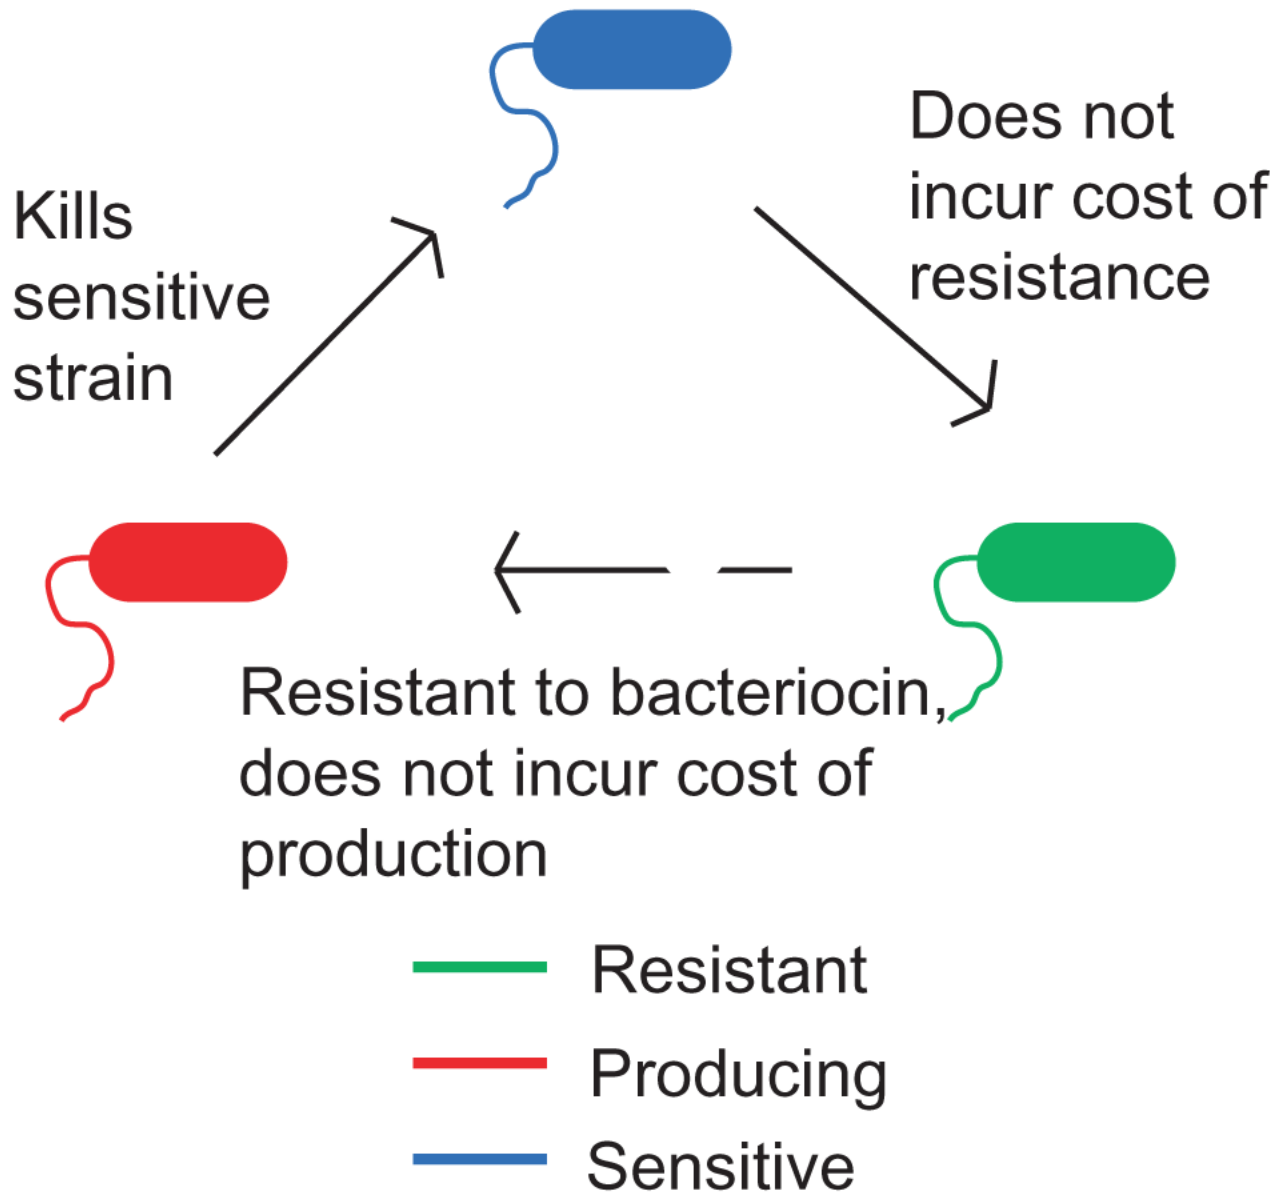 Does not
incur cost of
resistance
Kills
sensitive
strain
Resistant to bacteriocin,
does not incur cost of
production
Resistant
Producing
Sensitive